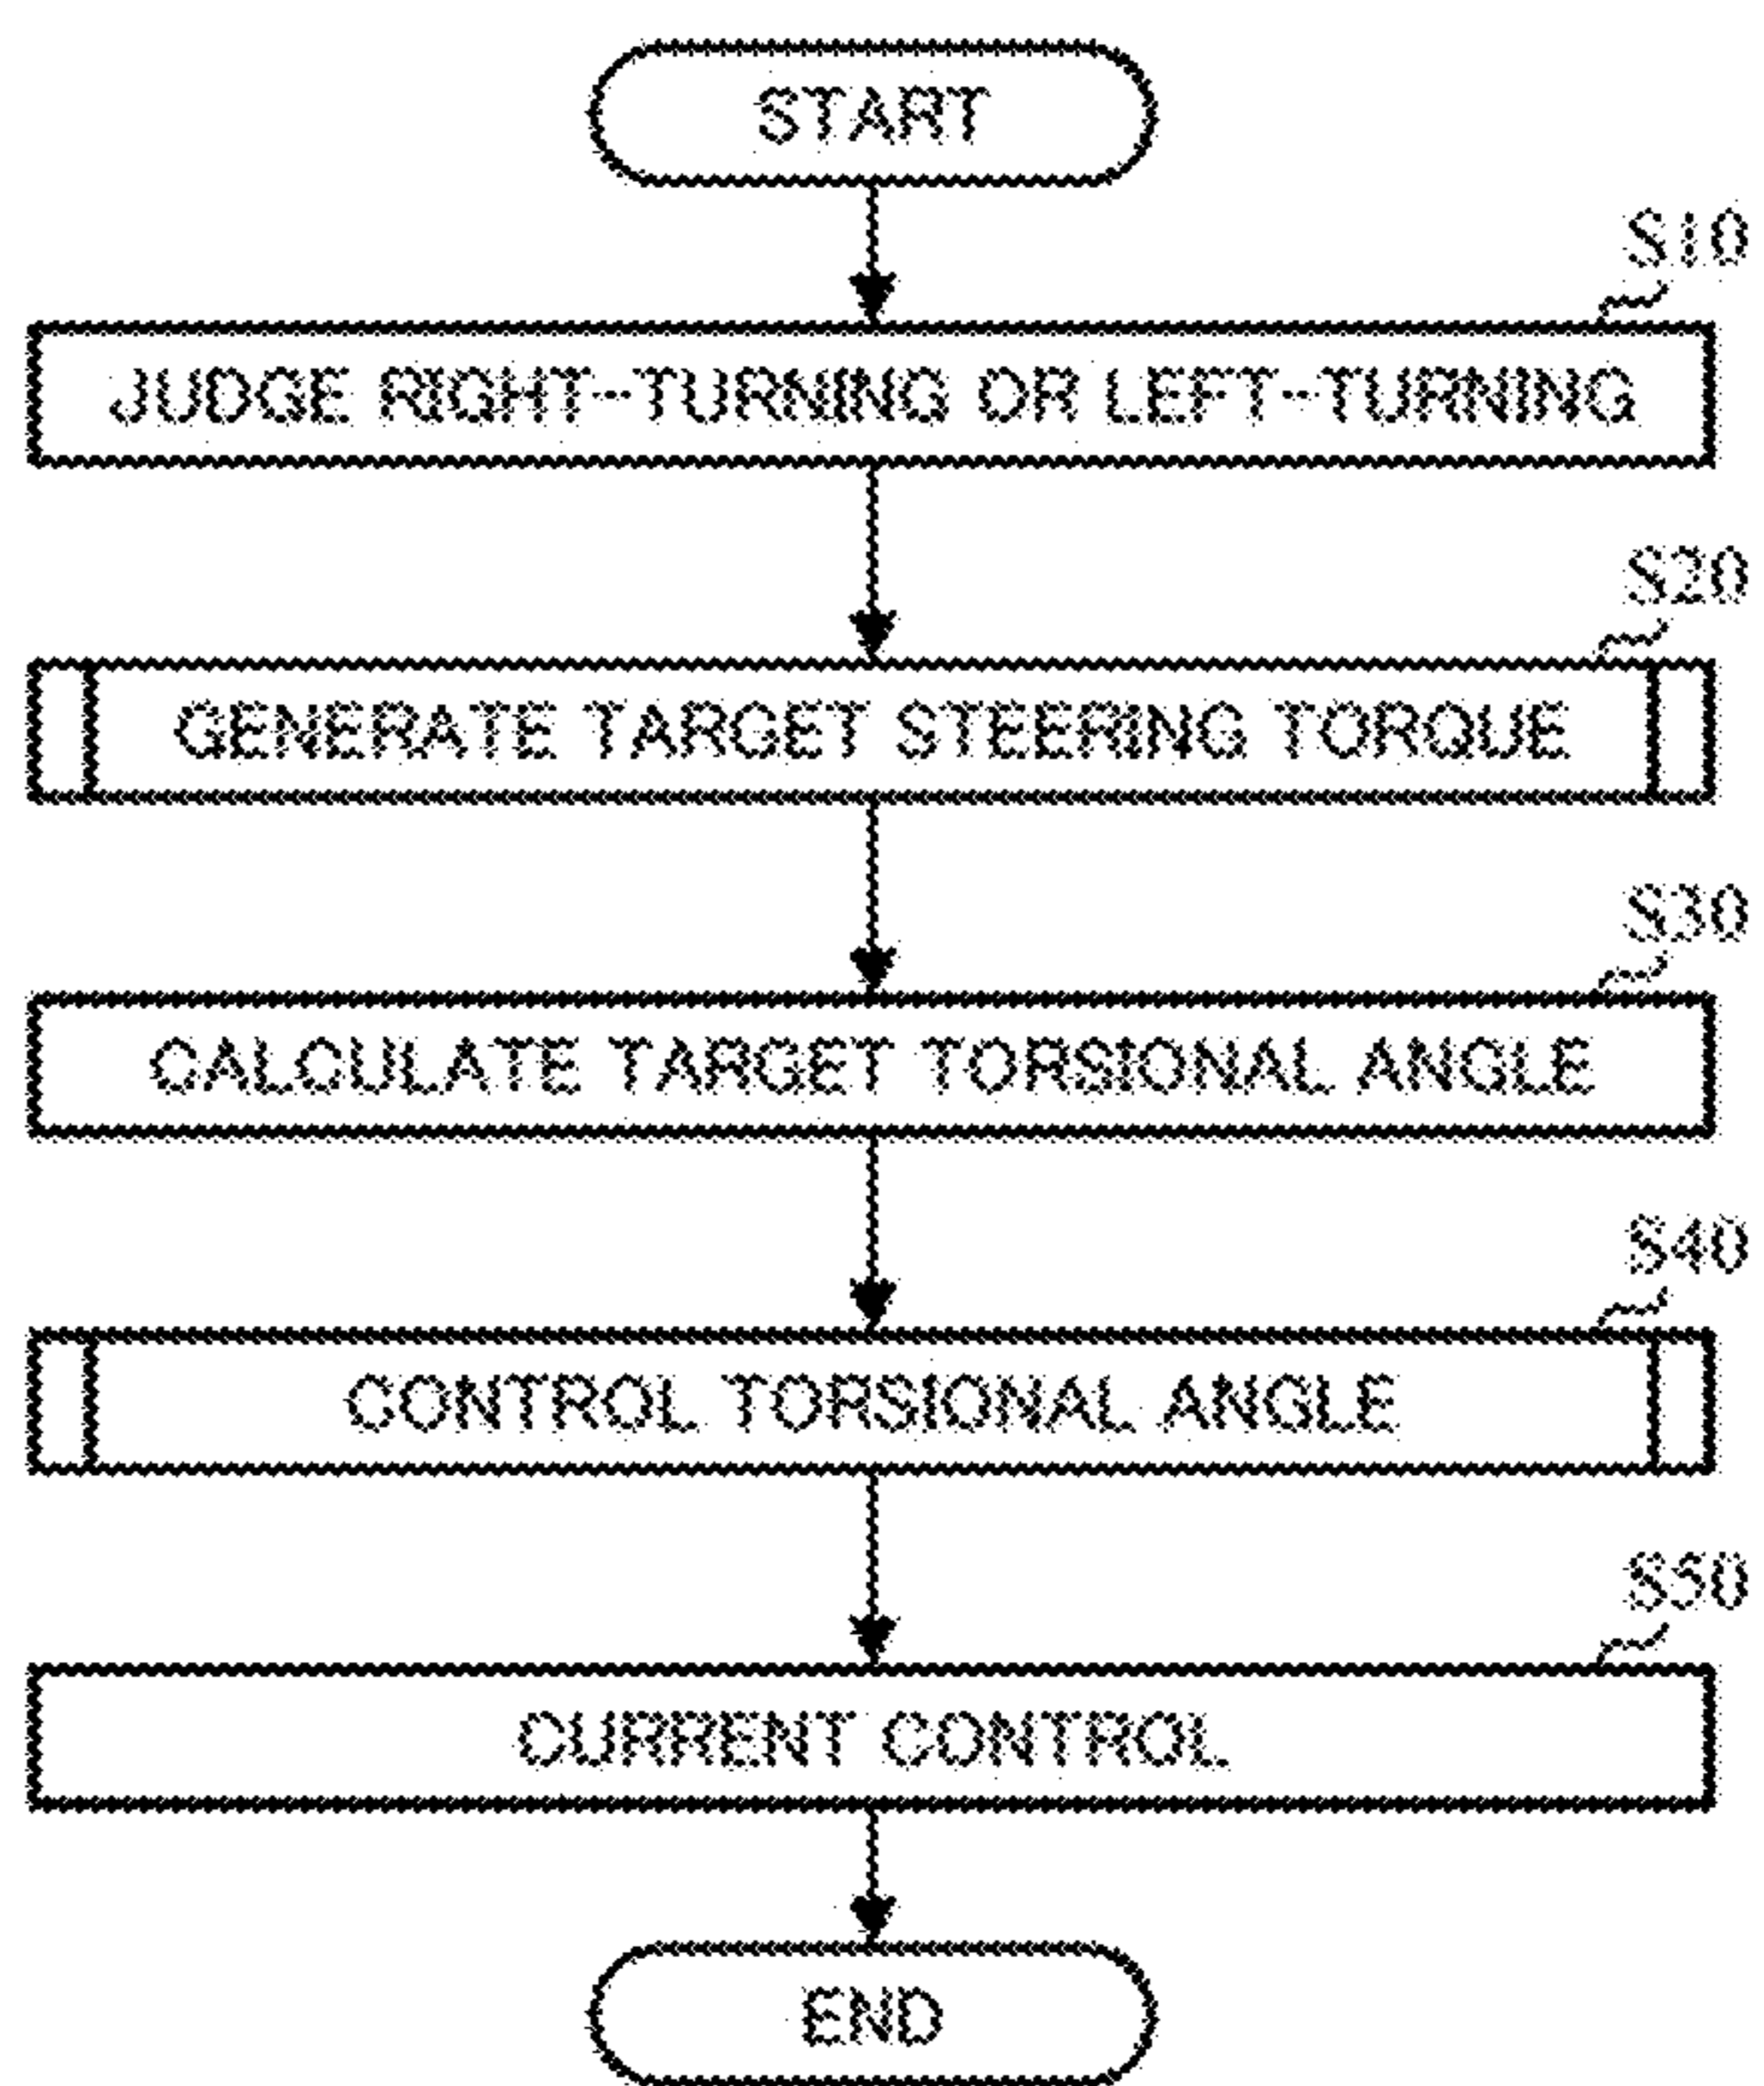 START
S10
JUDGE RIGHT-TURNING OR LEFT-TURNING
S20
GENERATE TARGET STEERING TORQUE
S30
CALCULATE TARGET TORSIONAL ANGLE
S40
CONTROL TORSIONAL ANGLE
S50
CURRENT CONTROL
END